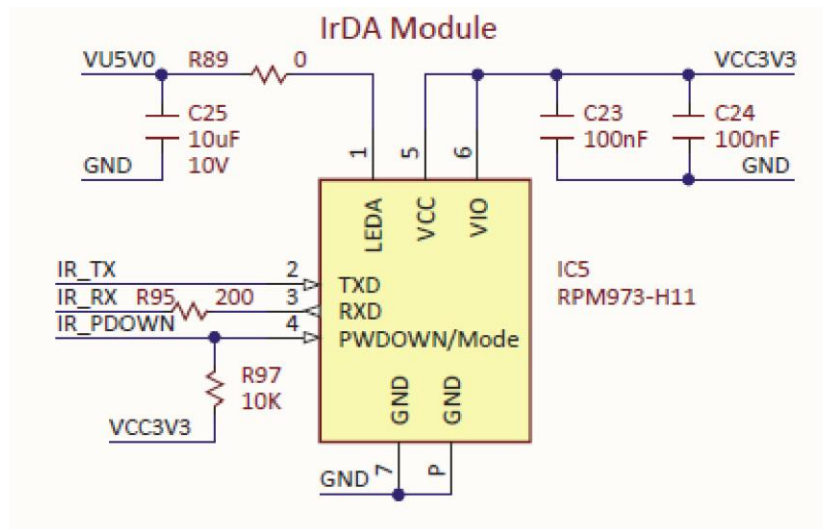 IrDA Module
VU5V0 R89 0 VCC3V3
C25 C23 C24
10uF 100nF 100nF
GND 10V GND
1 5 6
LEDA VCC VIO
IR_TX 2 TXD IC5
IR_RX R95 200 3 RXD RPM973-H11
IR_PDOWN 4 PWDOWN/Mode
R97
10K
VCC3V3
GND GND
GND 7 P